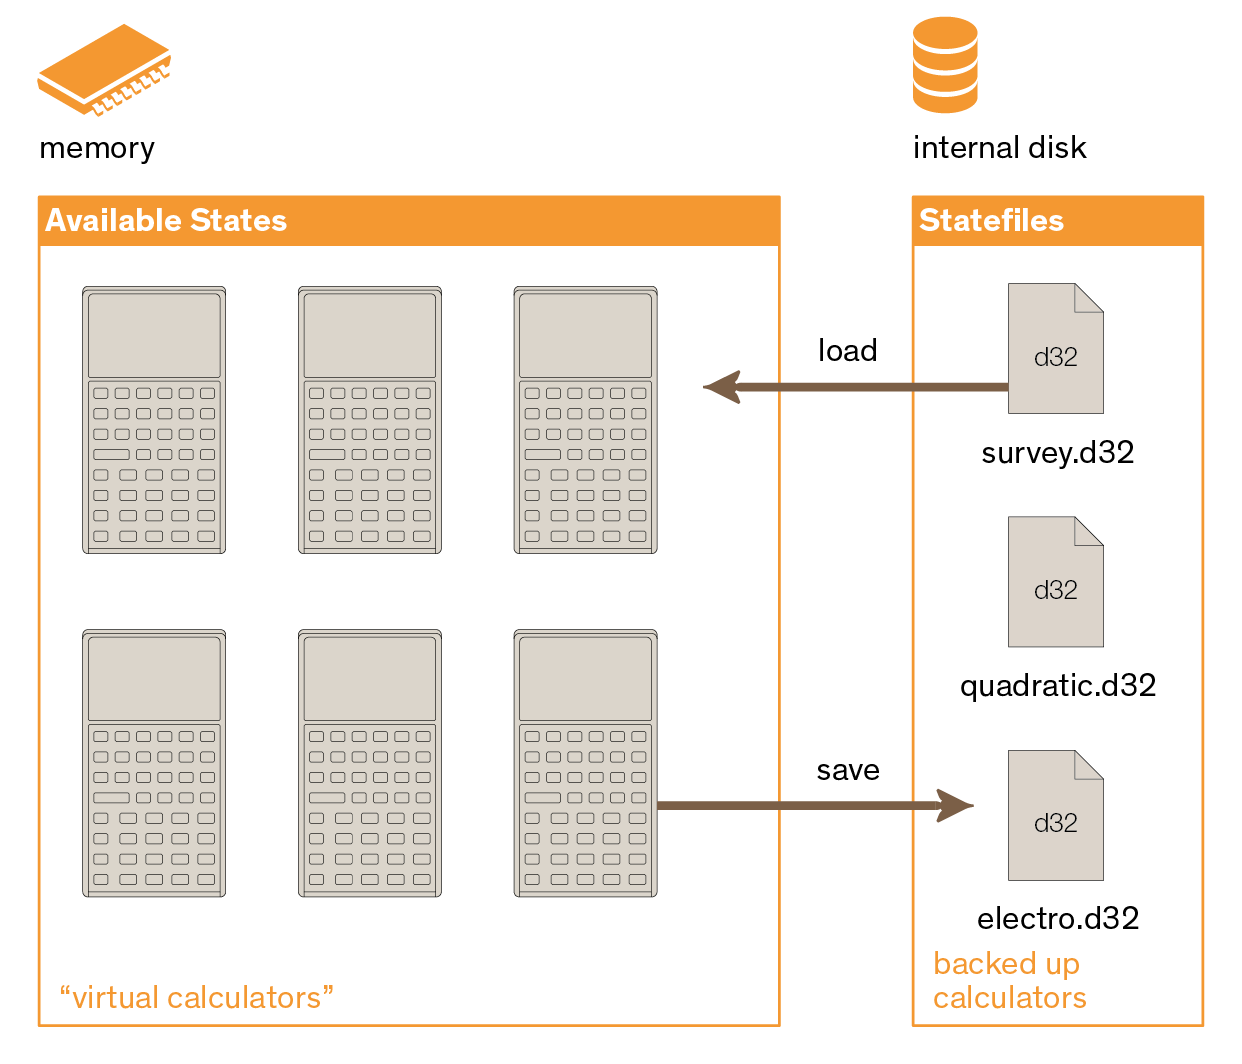 memory
internal disk
Available States
Statefiles
load
d32
survey.d32
d32
quadratic.d32
save
d32
electro.d32
“virtual calculators”
backed up
calculators